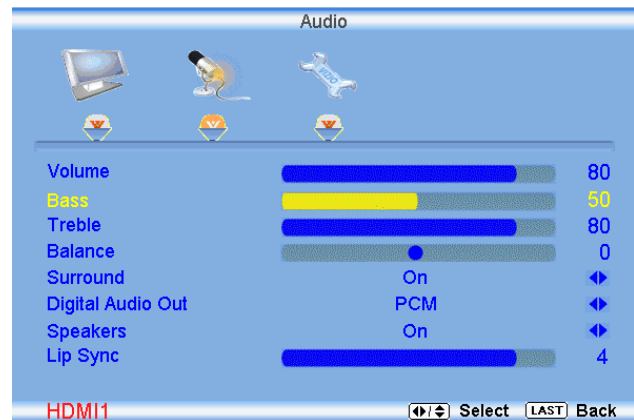 Audio
Volume 80
Bass 50
Treble 80
Balance 0
Surround On
Digital Audio Out PCM
Speakers On
Lip Sync 4
HDMI1 Select LAST Back